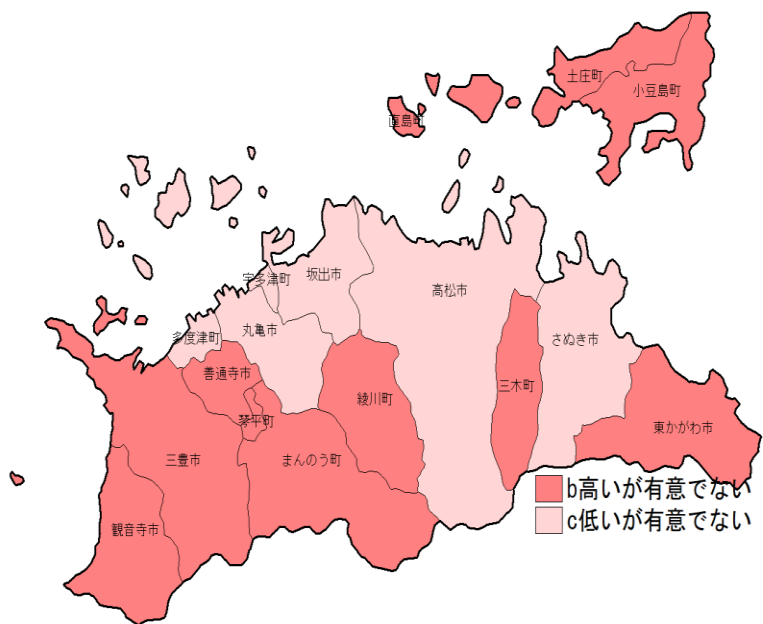 土庄町
小豆島町
直島町
宇多津町
坂出市
高松市
多度津町
丸亀市
さぬき市
善通寺市
三木町
綾川町
琴平町
東かがわ市
三豊市
まんのう町
観音寺市
b高いが有意でない
c低いが有意でない